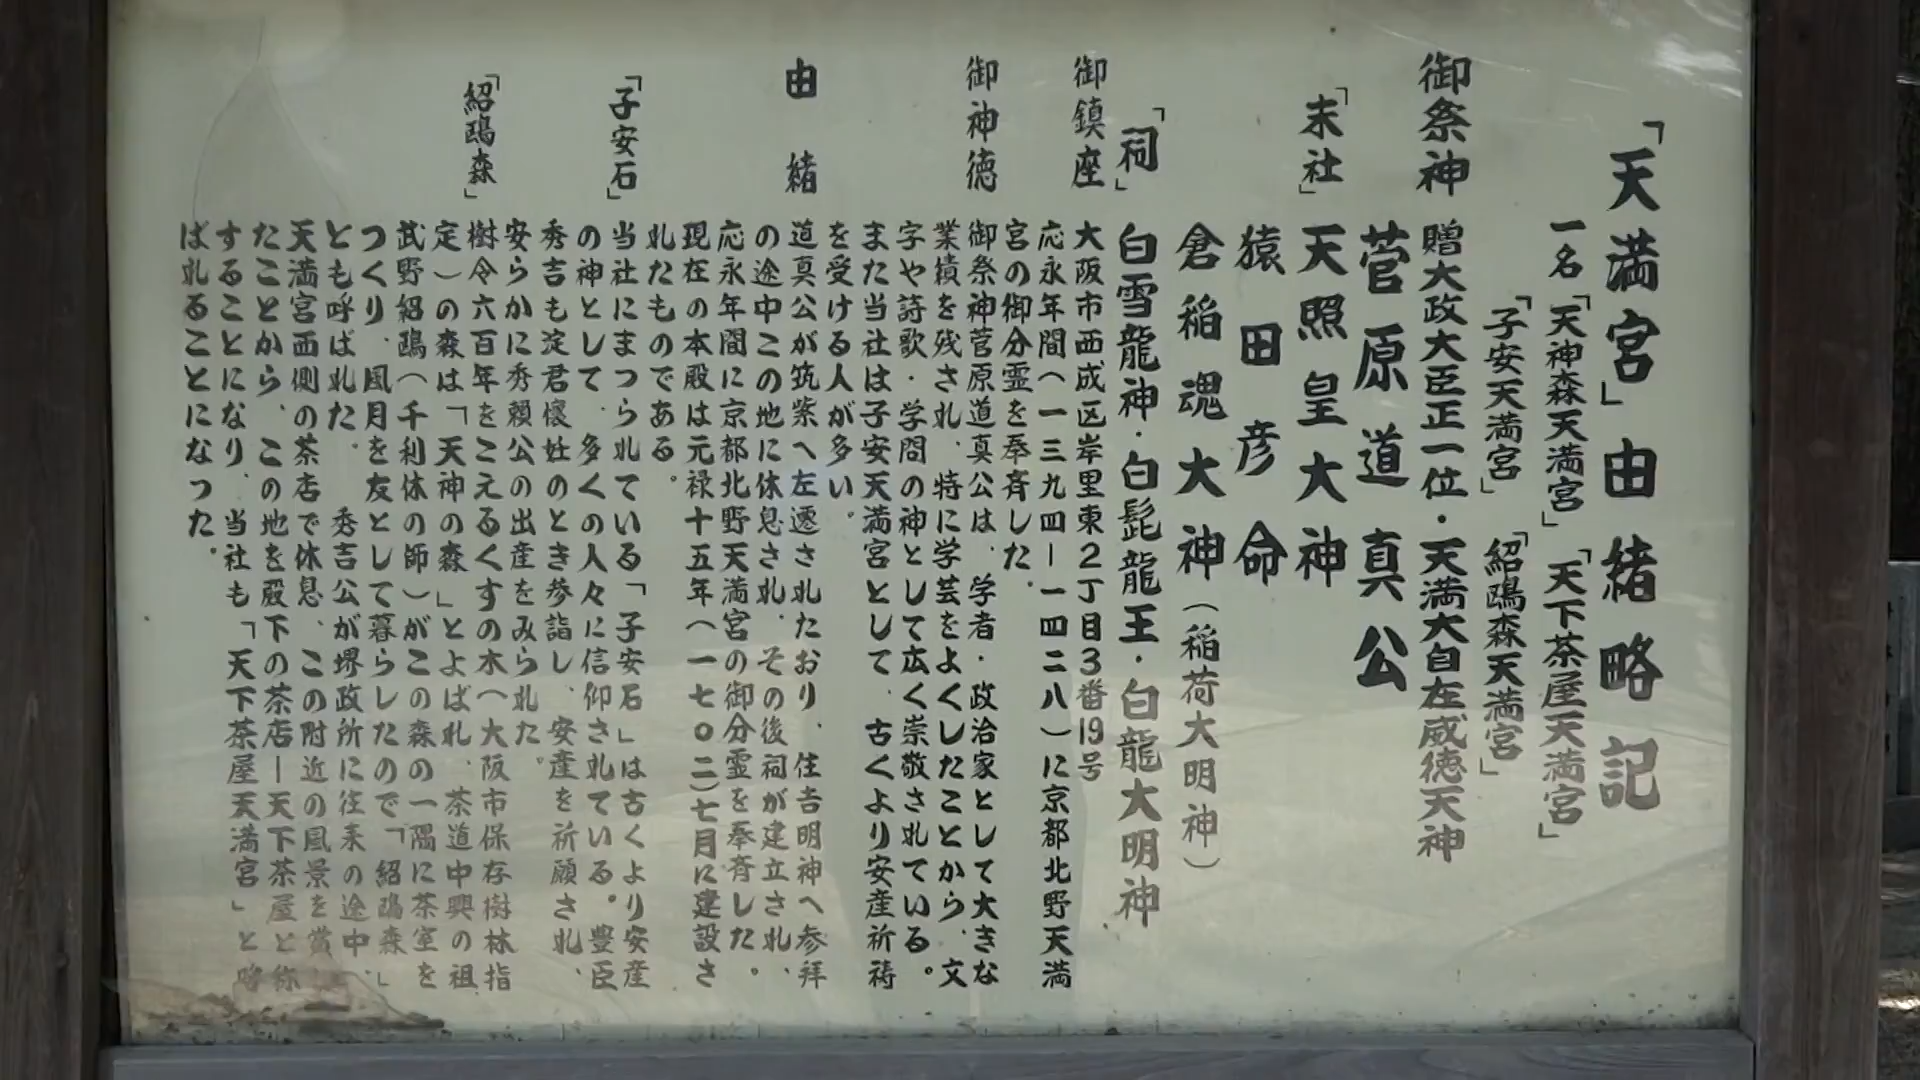 「天満宮」由緒略記
一名「天神森天満宮」「天下茶屋天満宮」
「子安天満宮」「紹鴎森天満宮」
御祭神 贈大政大臣正一位・天満大自在威徳天神
菅原道真公
「末社」 天照皇大神
猿田彦命
倉稲魂大神（稲荷大明神）
「祠」 白雪龍神・白髭龍王・白龍大明神
御鎮座 大阪市西成区岸里東2丁目3番19号
応永年間（一三九四―一四二八）に京都北野天満
宮の御分霊を奉斉した。
御神徳 御祭神菅原道真公は、学者・政治家として大きな
業績を残され、特に学芸をよくしたことから、文
字や詩歌・学問の神として広く崇敬されている。
また当社は子安天満宮として、古くより安産祈祷
を受ける人が多い。
由緒 道真公が筑紫へ左遷されたおり、住吉明神へ参拜
の途中この地に休息され、その後祠が建立され、
応永年間に京都北野天満宮の御分霊を奉斉した。
現在の本殿は元禄十五年（一七〇二）七月に建設さ
れたものである。
「子安石」 当社にまつられている「子安石」は古くより安産
の神として、多くの人々に信仰されている。豊臣
秀吉も淀君懐妊のとき参詣し、安産を祈願され、
安らかに秀頼公の出産をみられた。
「紹鴎森」 樹令六百年をこえるくすの木（大阪市保存樹林指
定）の森は「天神の森」とよばれ、茶道中興の祖
武野紹鴎（千利休の師）がこの森の一隅に茶室を
つくり、風月を友として暮らしたので「紹鴎森」
とも呼ばれた。 秀吉公が堺政所に往来の途中、
天満宮西側の茶店で休息、この附近の風景を賞し
たことから、この地を殿下の茶店―天下茶屋と称
することになり、当社も「天下茶屋天満宮」と呼
ばれることになった。